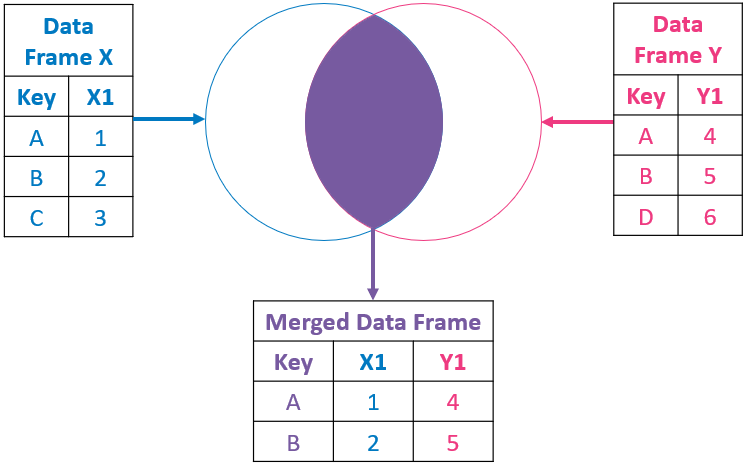 Data
Frame X
Key X1
A 1
B 2
C 3
Data
Frame Y
Key Y1
A 4
B 5
D 6
Merged Data Frame
Key X1 Y1
A 1 4
B 2 5